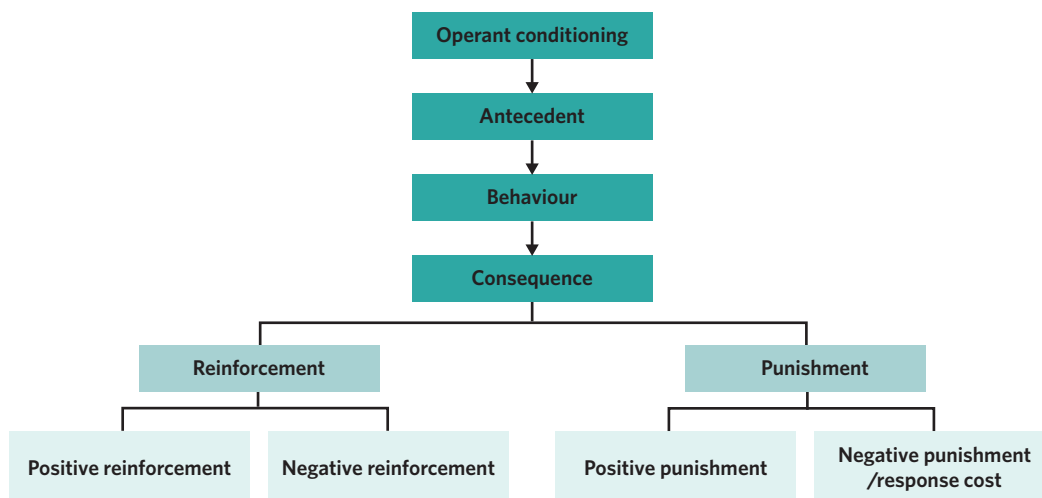 Operant conditioning
Antecedent
Behaviour
Consequence
Reinforcement
Punishment
Positive reinforcement
Negative reinforcement
Positive punishment
Negative punishment
/response cost